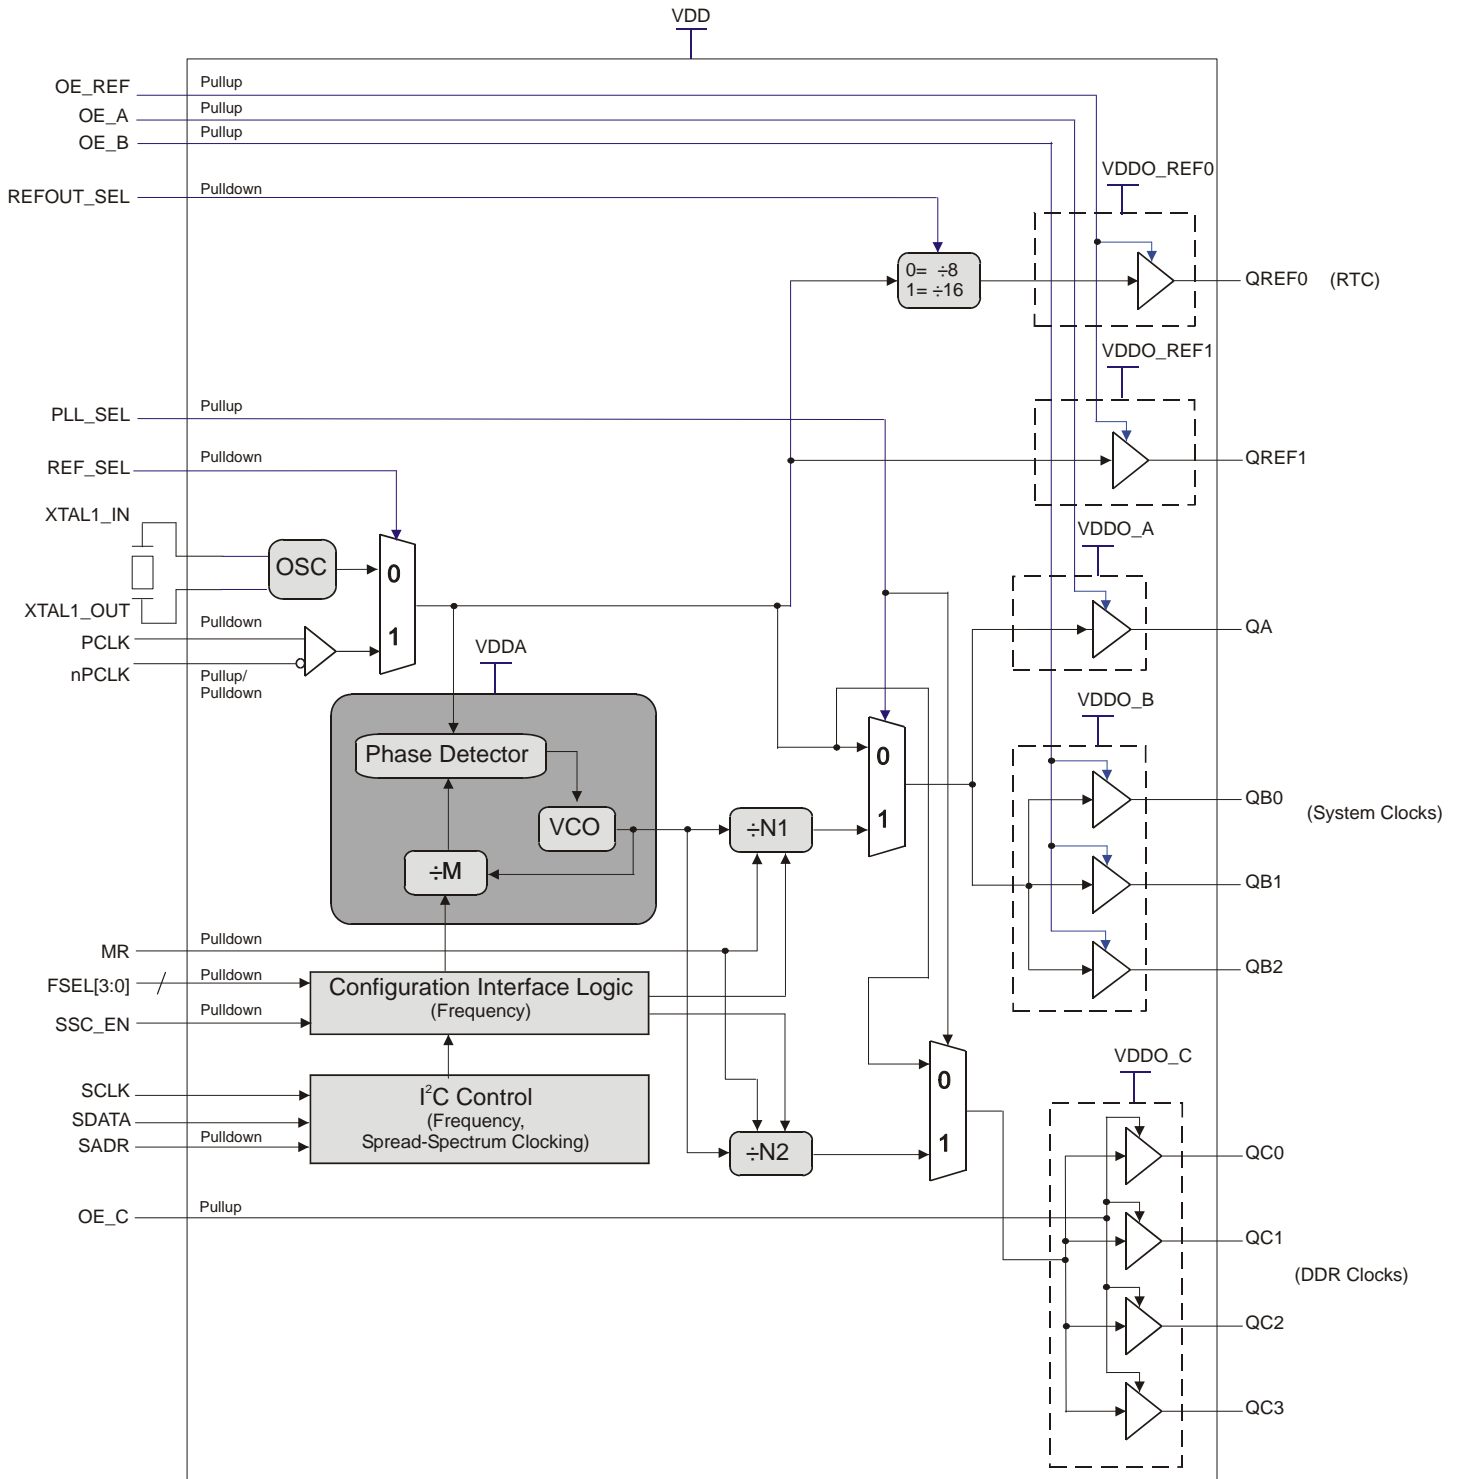 VDD
OE_REF
Pullup
OE_A
Pullup
OE_B
Pullup
VDDO_REF0
REFOUT_SEL
Pulldown
0= ÷8
1= ÷16
QREF0 (RTC)
VDDO_REF1
PLL_SEL
Pullup
REF_SEL
Pulldown
QREF1
XTAL1_IN
VDDO_A
OSC
0
XTAL1_OUT
Pulldown
1
QA
PCLK
nPCLK
Pullup/
Pulldown
VDDA
VDDO_B
Phase Detector
0
QB0
(System Clocks)
VCO
÷N1
1
÷M
QB1
MR
Pulldown
QB2
FSEL[3:0]
Pulldown
Configuration Interface Logic
(Frequency)
SSC_EN
Pulldown
VDDO_C
SCLK
I²C Control
(Frequency,
Spread-Spectrum Clocking)
0
SDATA
SADR
Pulldown
÷N2
1
QC0
OE_C
Pullup
QC1
(DDR Clocks)
QC2
QC3